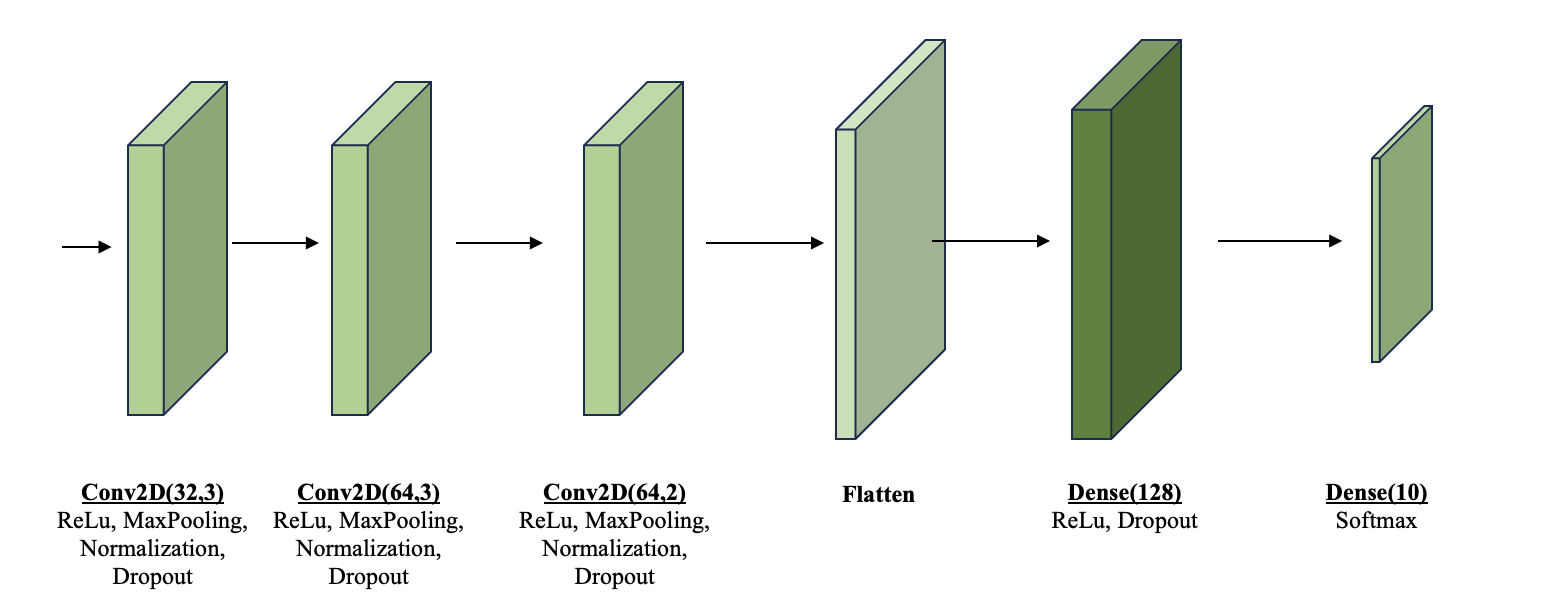 Conv2D(32,3)
ReLu, MaxPooling,
Normalization,
Dropout
Conv2D(64,3)
ReLu, MaxPooling,
Normalization,
Dropout
Conv2D(64,2)
ReLu, MaxPooling,
Normalization,
Dropout
Flatten
Dense(128)
ReLu, Dropout
Dense(10)
Softmax